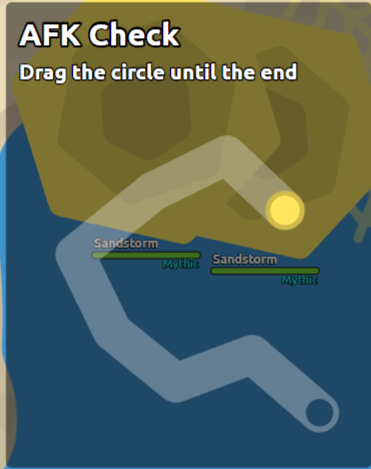 AFK Check
Drag the circle until the end
Sandstorm
Mythic
Sandstorm
Mythic